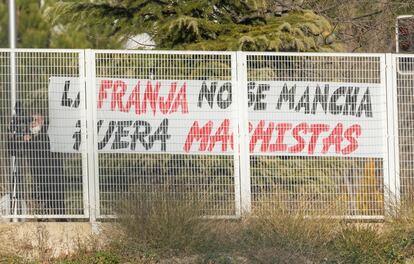 LA FRANJA NO SE MANCHA
FUERA MACHISTAS